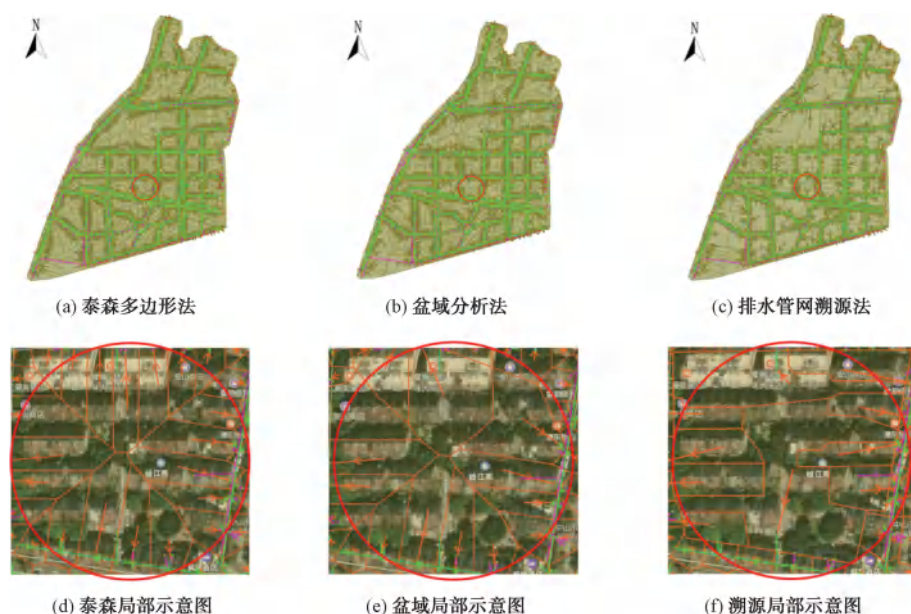 N
N
N
(a) 泰森多边形法
(b) 盆域分析法
(c) 排水管网溯源法
(d) 泰森局部示意图
(e) 盆域局部示意图
(f) 溯源局部示意图